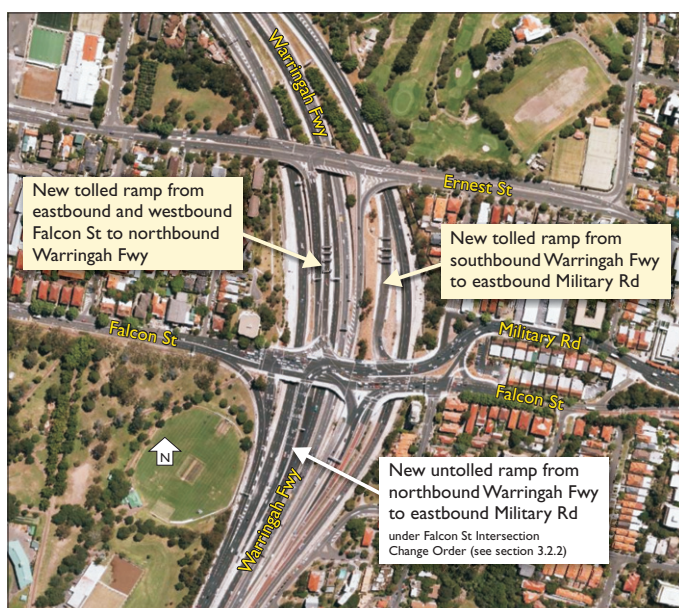 Warringah Fwy
Ernest St
New tolled ramp from
eastbound and westbound
Falcon St to northbound
Warringah Fwy
New tolled ramp from
southbound Warringah Fwy
to eastbound Military Rd
Falcon St
Military Rd
Falcon St
N
Warringah Fwy
New untolled ramp from
northbound Warringah Fwy
to eastbound Military Rd
under Falcon St Intersection
Change Order (see section 3.2.2)